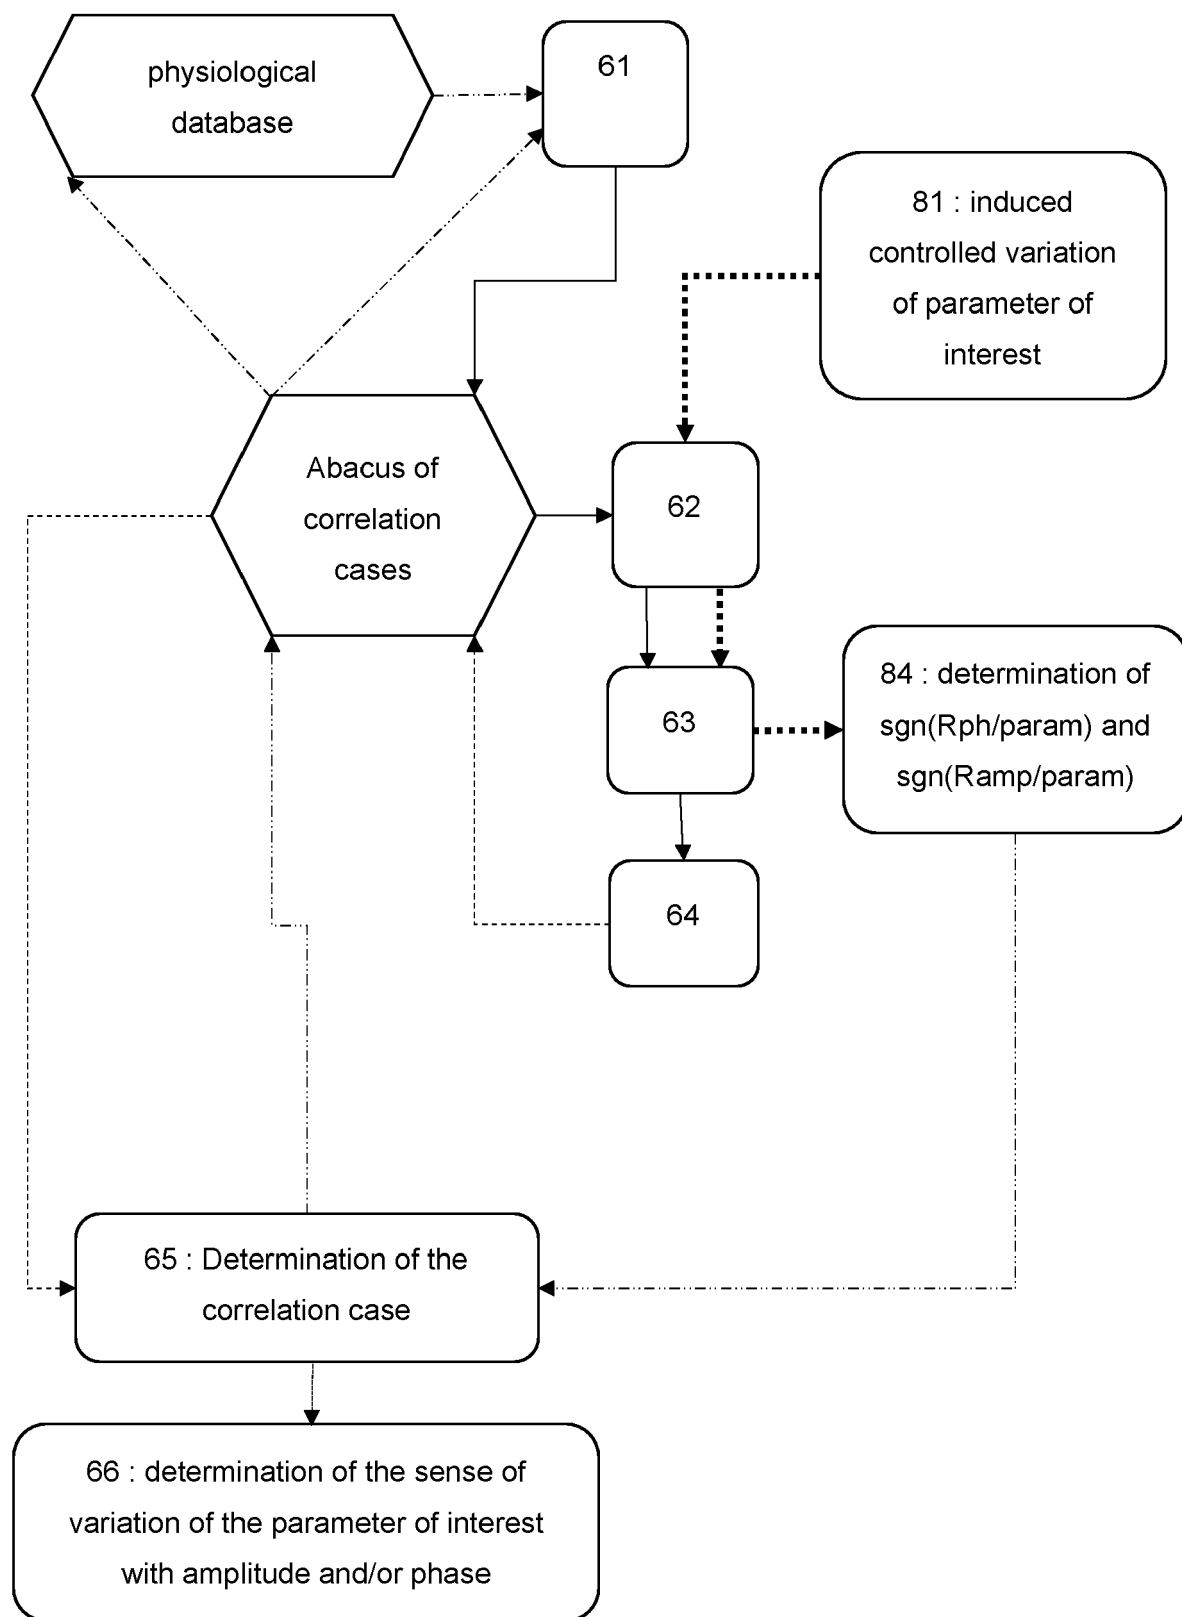 physiological
database
61
81 : induced
controlled variation
of parameter of
interest
Abacus of
correlation
cases
62
63
84 : determination of
sgn(Rph/param) and
sgn(Ramp/param)
64
65 : Determination of the
correlation case
66 : determination of the sense of
variation of the parameter of interest
with amplitude and/or phase